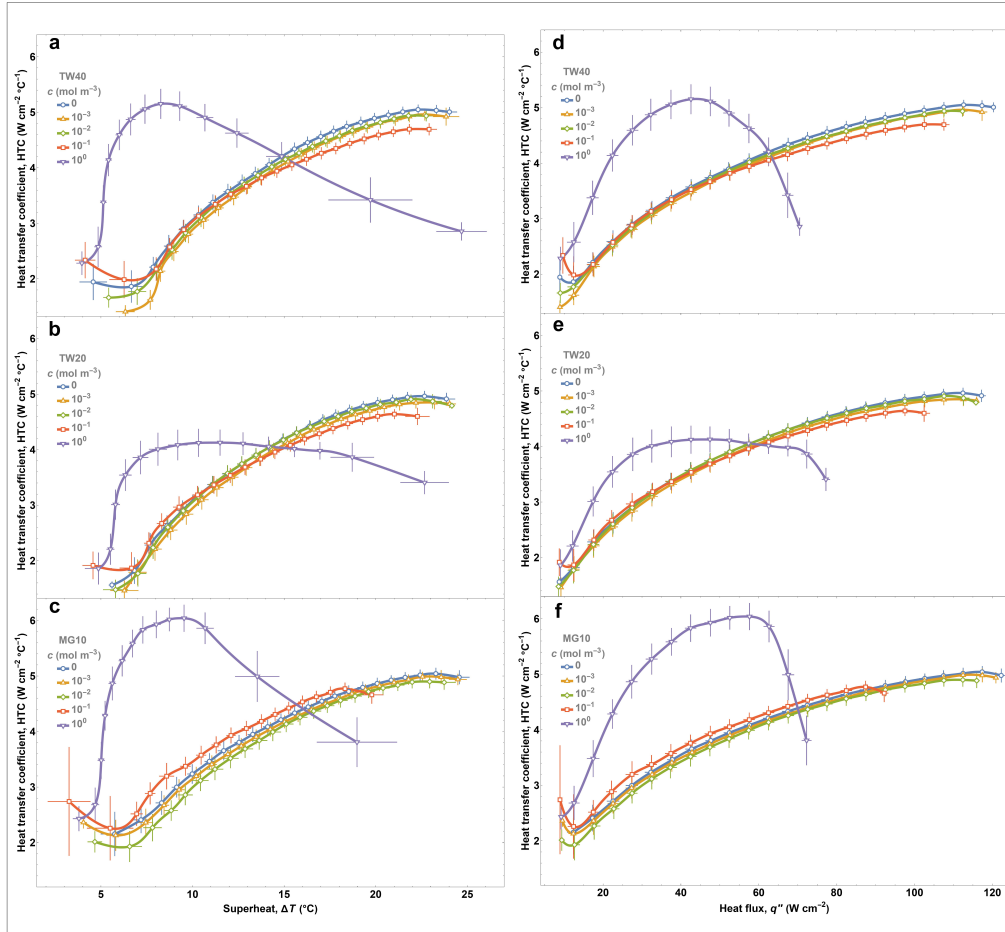 a
TW40
c (mol m⁻³)
0
10⁻³
10⁻²
10⁻¹
10⁰
Heat transfer coefficient, HTC (W cm⁻² °C⁻¹)
6
5
4
3
2
b
TW20
c (mol m⁻³)
0
10⁻³
10⁻²
10⁻¹
10⁰
Heat transfer coefficient, HTC (W cm⁻² °C⁻¹)
6
5
4
3
2
c
MG10
c (mol m⁻³)
0
10⁻³
10⁻²
10⁻¹
10⁰
Heat transfer coefficient, HTC (W cm⁻² °C⁻¹)
6
5
4
3
2
5 10 15 20 25
Superheat, ΔT (°C)
d
TW40
c (mol m⁻³)
0
10⁻³
10⁻²
10⁻¹
10⁰
Heat transfer coefficient, HTC (W cm⁻² °C⁻¹)
6
5
4
3
2
e
TW20
c (mol m⁻³)
0
10⁻³
10⁻²
10⁻¹
10⁰
Heat transfer coefficient, HTC (W cm⁻² °C⁻¹)
6
5
4
3
2
f
MG10
c (mol m⁻³)
0
10⁻³
10⁻²
10⁻¹
10⁰
Heat transfer coefficient, HTC (W cm⁻² °C⁻¹)
6
5
4
3
2
20 40 60 80 100 120
Heat flux, q″ (W cm⁻²)